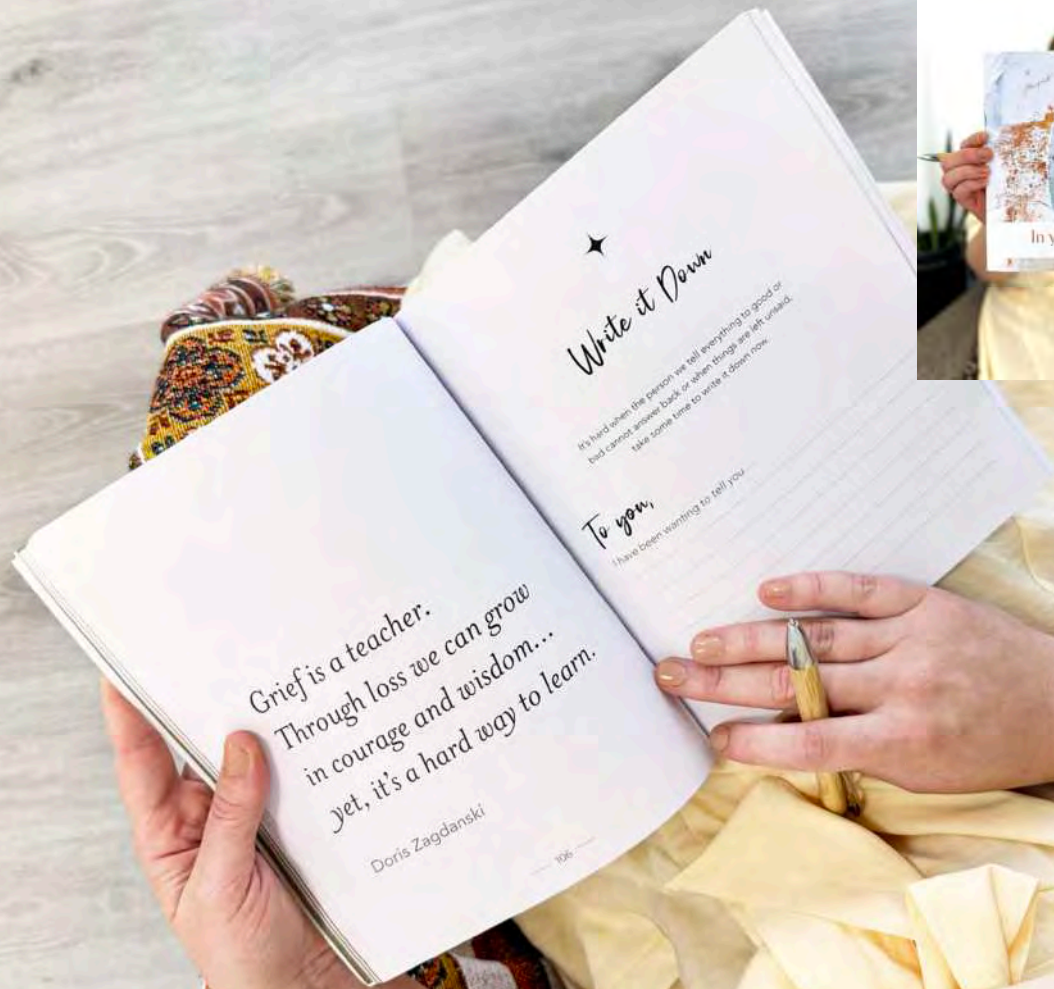 Grief is a teacher.
Through loss we can grow
in courage and wisdom...
yet, it's a hard way to learn.
Doris Zagdanski
106
Write it Down
It's hard when the person we tell everything to good or
bad cannot answer back or when things are left unsaid,
take some time to write it down now.
To you,
I have been wanting to tell you
In